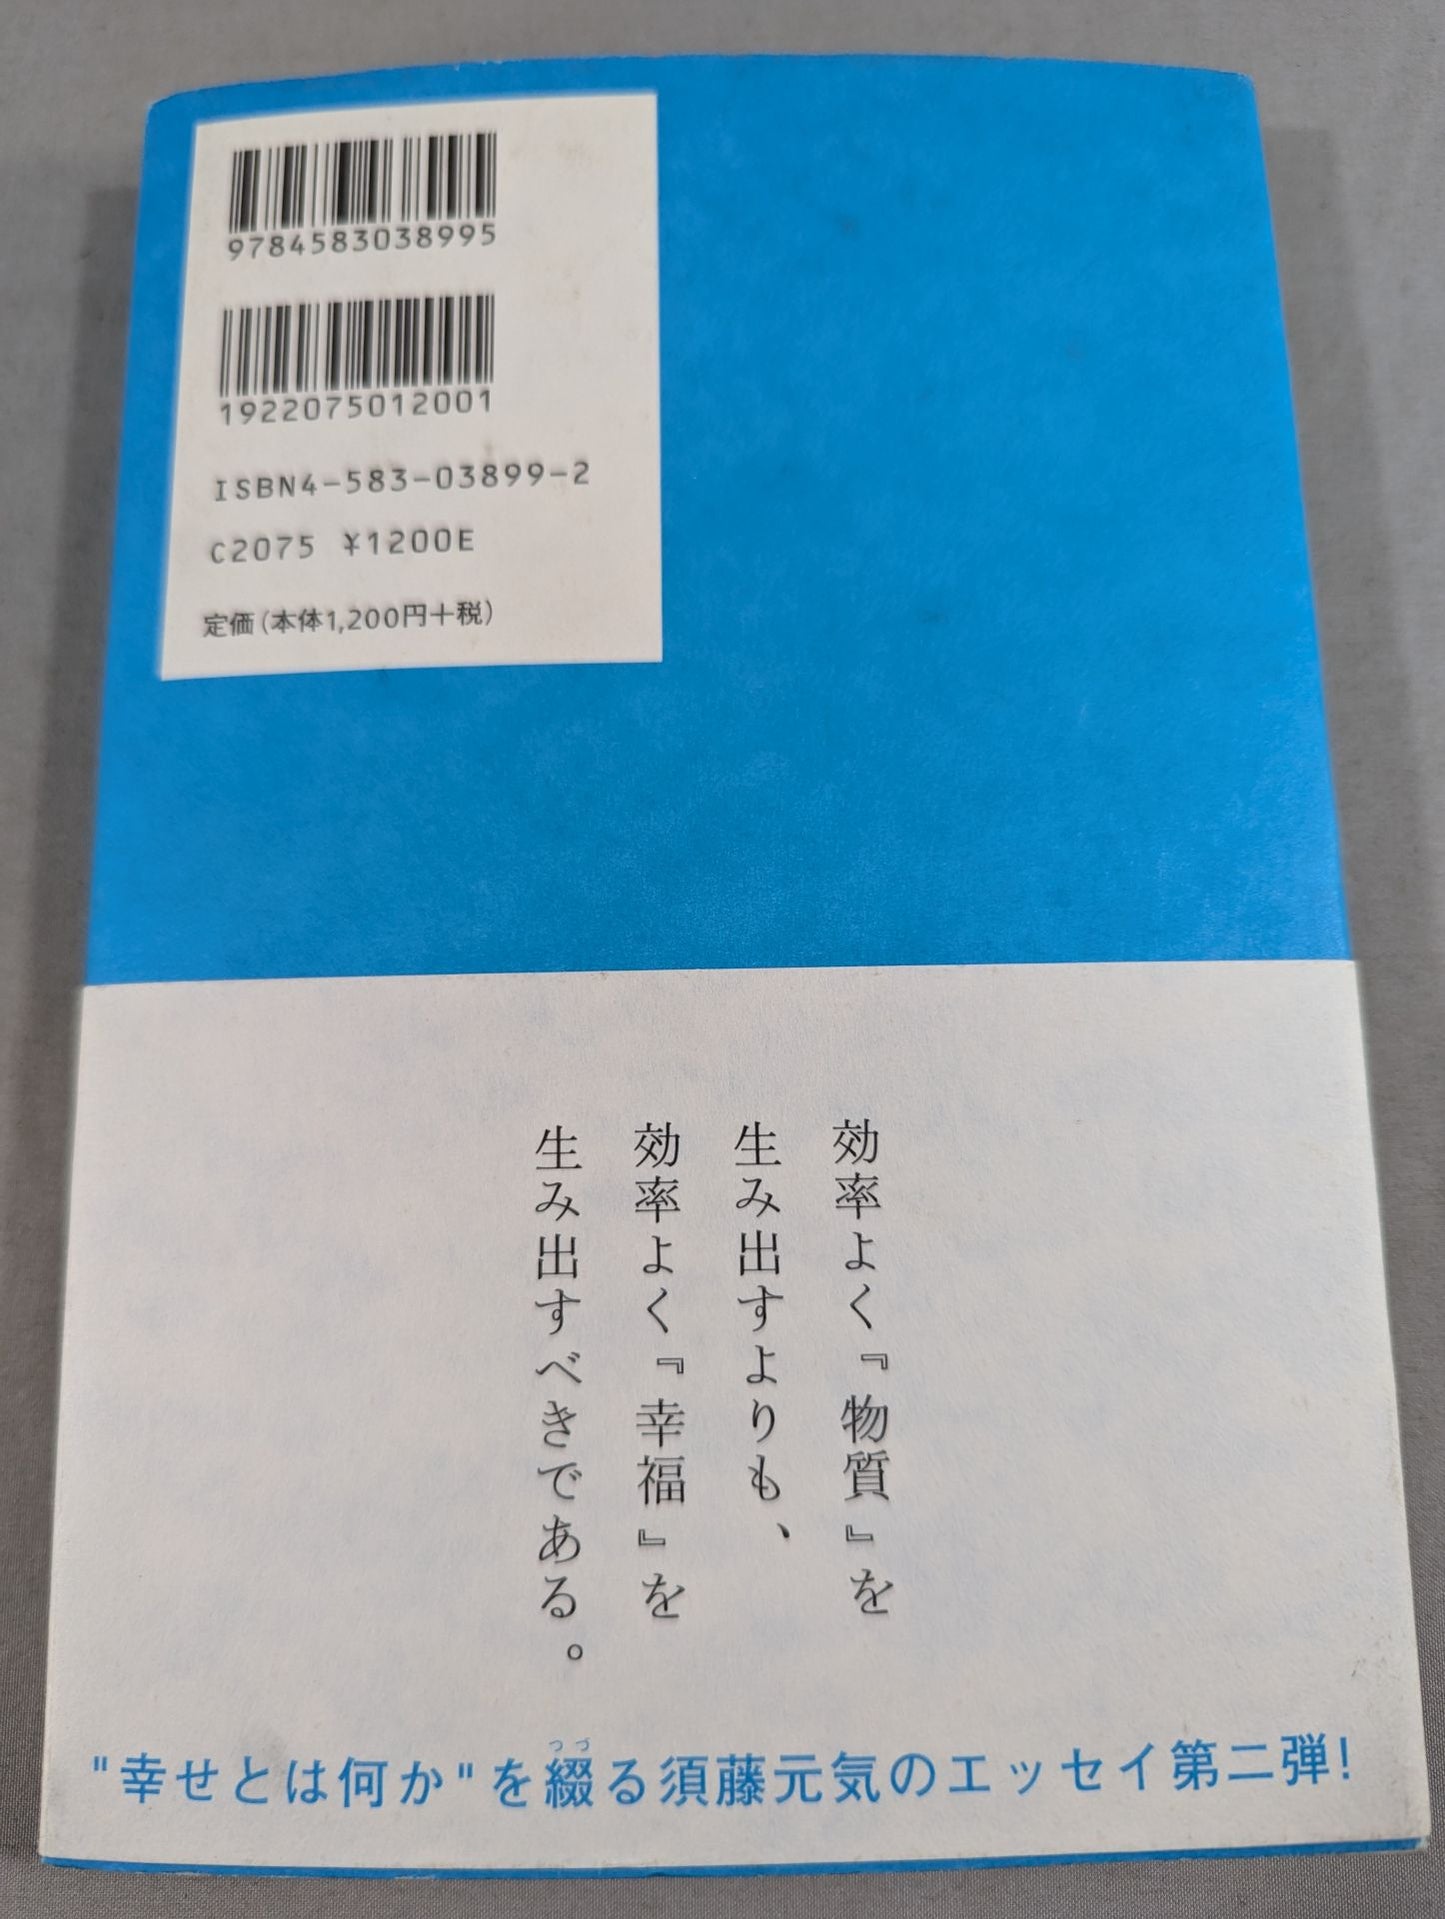 9784583038995
1922075012001
ISBN4-583-03899-2
C2075 ¥1200E
定価(本体1,200円+税)
効率よく『物質』を
生み出すよりも、
効率よく『幸福』を
生み出すべきである。
つづ
"幸せとは何か"を綴る須藤元気のエッセイ第二弾!